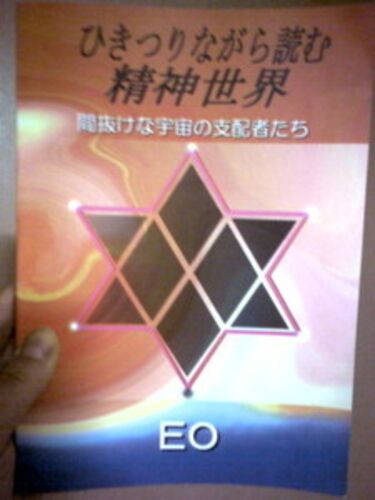 ひきつりながら読む
精神世界
間抜けな宇宙の支配者たち
EO